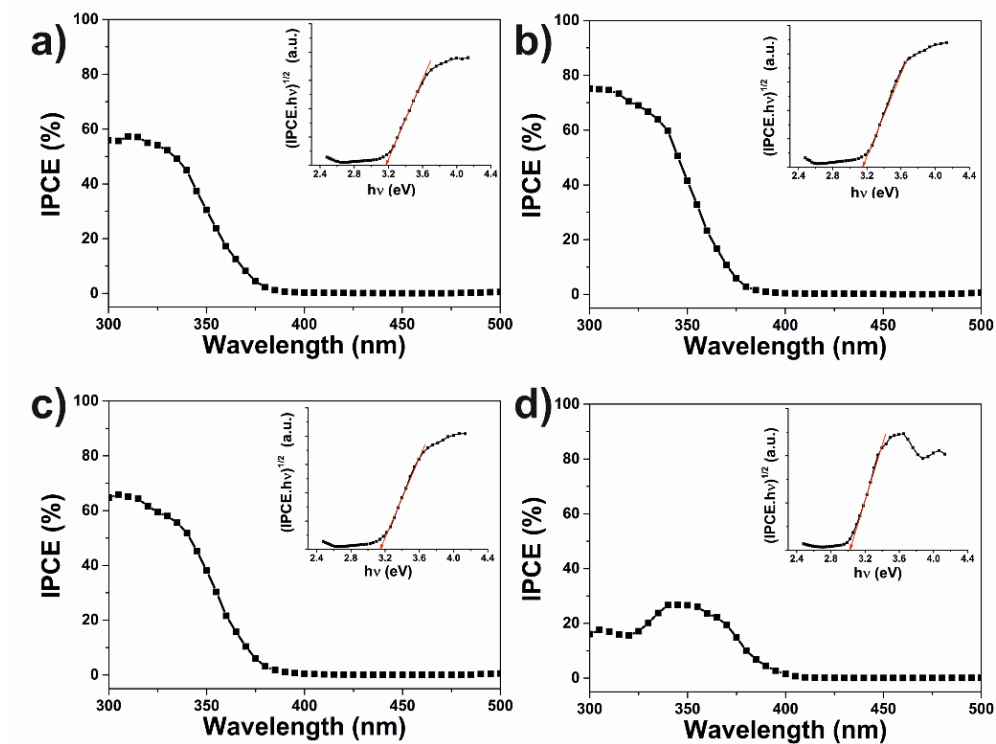 a)
100
80
60
40
20
0
IPCE (%)
300 350 400 450 500
Wavelength (nm)
(IPCE.hν)1/2 (a.u.)
2.4 2.8 3.2 3.6 4.0 4.4
hν (eV)
b)
100
80
60
40
20
0
IPCE (%)
300 350 400 450 500
Wavelength (nm)
(IPCE.hν)1/2 (a.u.)
2.4 2.8 3.2 3.6 4.0 4.4
hν (eV)
c)
100
80
60
40
20
0
IPCE (%)
300 350 400 450 500
Wavelength (nm)
(IPCE.hν)1/2 (a.u.)
2.4 2.8 3.2 3.6 4.0 4.4
hν (eV)
d)
100
80
60
40
20
0
IPCE (%)
300 350 400 450 500
Wavelength (nm)
(IPCE.hν)1/2 (a.u.)
2.4 2.8 3.2 3.6 4.0 4.4
hν (eV)